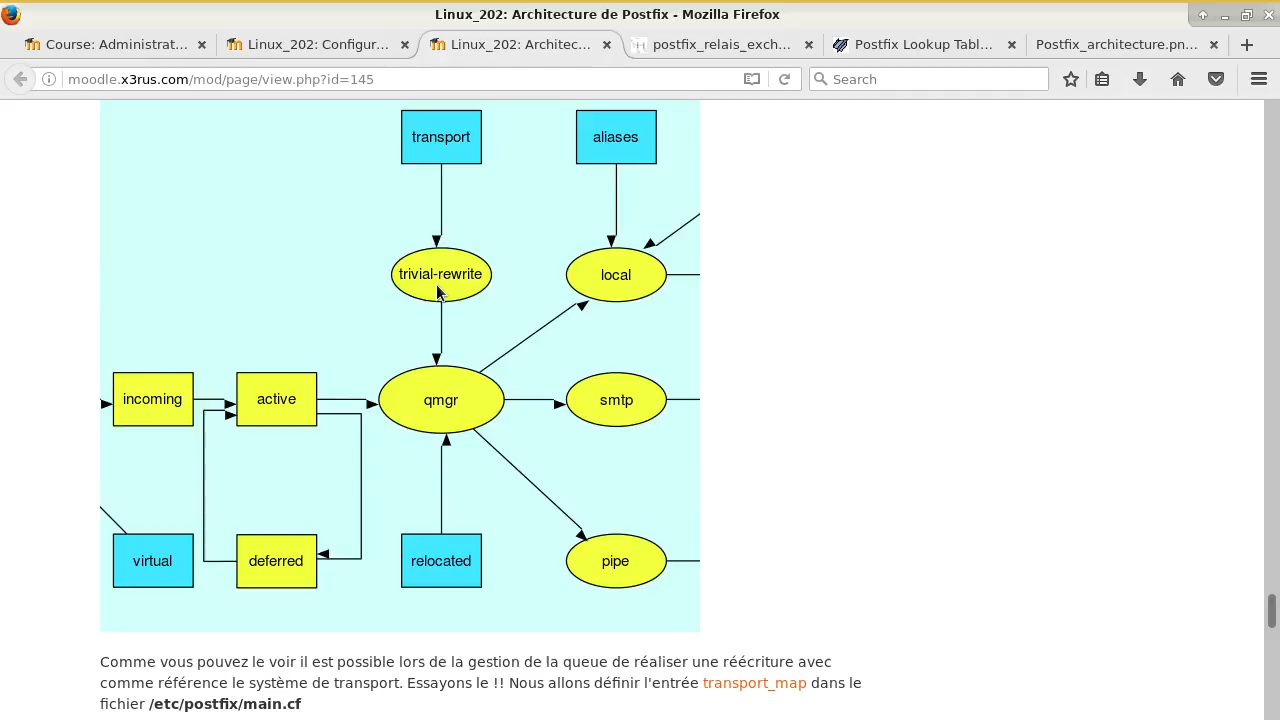 Linux_202: Architecture de Postfix - Mozilla Firefox
Course: Administrat...
Linux_202: Configur...
Linux_202: Architec...
postfix_relais_exch...
Postfix Lookup Tabl...
Postfix_architecture.pn...
moodle.x3rus.com/mod/page/view.php?id=145
Search
transport
aliases
trivial-rewrite
local
incoming
active
qmgr
smtp
virtual
deferred
relocated
pipe
Comme vous pouvez le voir il est possible lors de la gestion de la queue de réaliser une réécriture avec
comme référence le système de transport. Essayons le !! Nous allons définir l'entrée transport_map dans le
fichier /etc/postfix/main.cf